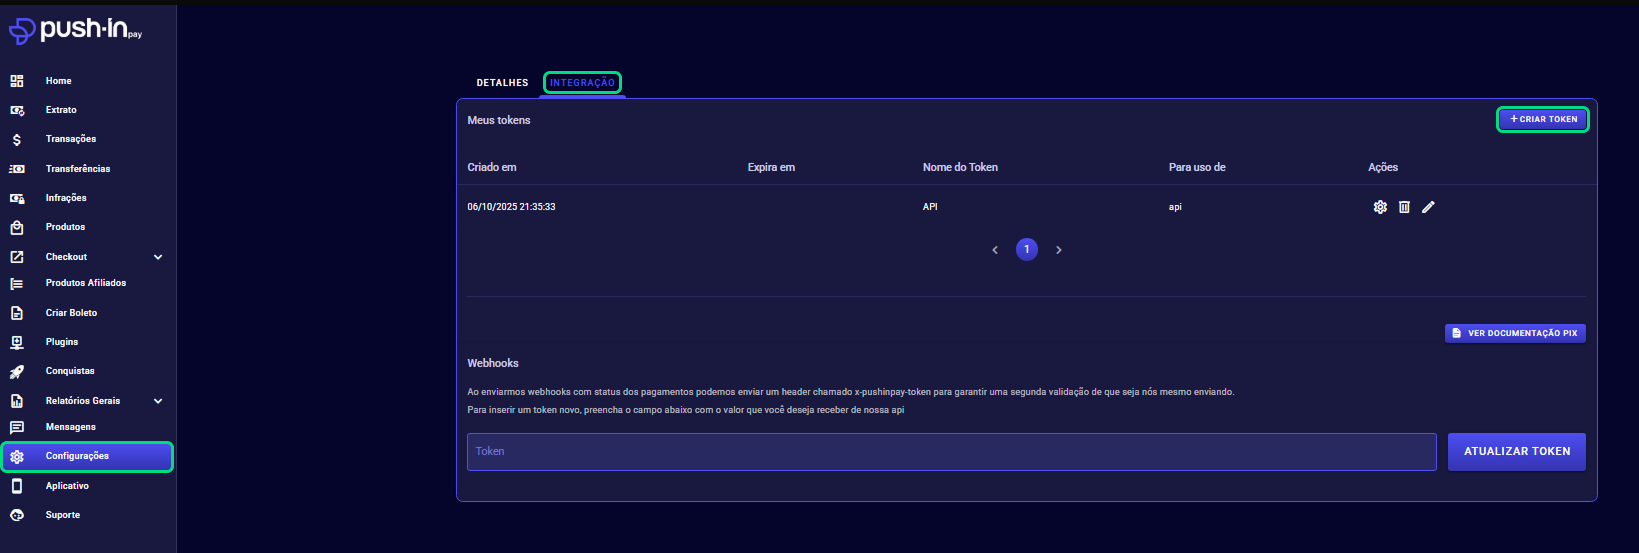 push·in pay
Home
Extrato
Transações
Transferências
Infrações
Produtos
Checkout
Produtos Afiliados
Criar Boleto
Plugins
Conquistas
Relatórios Gerais
Mensagens
Configurações
Aplicativo
Suporte
DETALHES INTEGRAÇÃO
Meus tokens
+ CRIAR TOKEN
Criado em Expira em Nome do Token Para uso de Ações
06/10/2025 21:35:33 API api
1
VER DOCUMENTAÇÃO PIX
Webhooks
Ao enviarmos webhooks com status dos pagamentos podemos enviar um header chamado x-pushinpay-token para garantir uma segunda validação de que seja nós mesmo enviando.
Para inserir um token novo, preencha o campo abaixo com o valor que você deseja receber de nossa api
Token
ATUALIZAR TOKEN